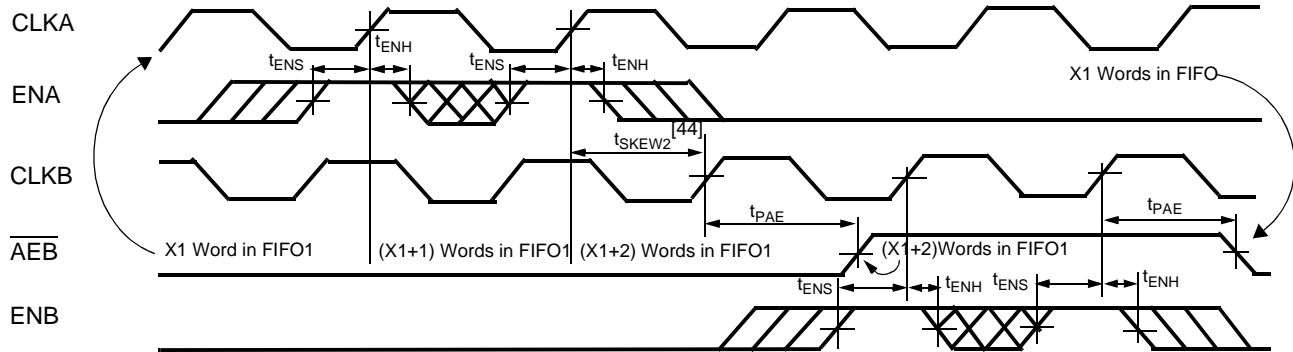 CLKA
tENH
tENS
tENS
tENH
X1 Words in FIFO
ENA
[44]
tSKEW2
CLKB
tPAE
tPAE
AEB
X1 Word in FIFO1
(X1+1) Words in FIFO1
(X1+2) Words in FIFO1
(X1+2)Words in FIFO1
tENS
tENH
tENS
tENH
ENB